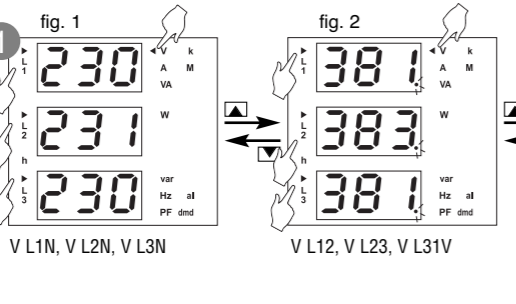 fig. 1
fig. 2
1
L1
230
V k
A M
VA
L2
231
W
h
L3
230
var
Hz al
PF dmd
L1
381.
V k
A M
VA
L2
383.
W
h
L3
381.
var
Hz al
PF dmd
V L1N, V L2N, V L3N
V L12, V L23, V L31V